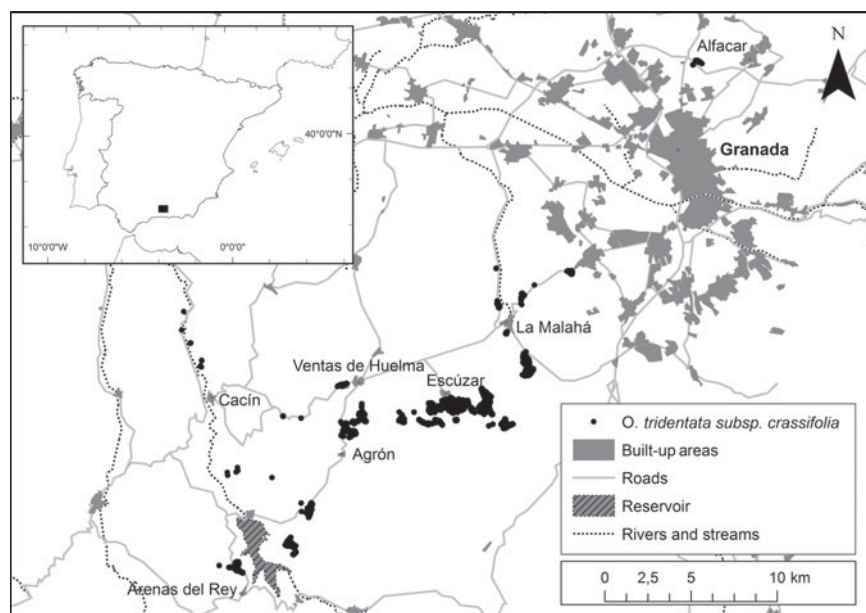 N
Alfacar
40°0'0"N
Granada
10°0'0"W
0°0'0"
La Malahá
Ventas de Huelma
Escúzar
Cacín
Agrón
Arenas del Rey
O. tridentata subsp. crassifolia
Built-up areas
Roads
Reservoir
Rivers and streams
0 2,5 5 10 km